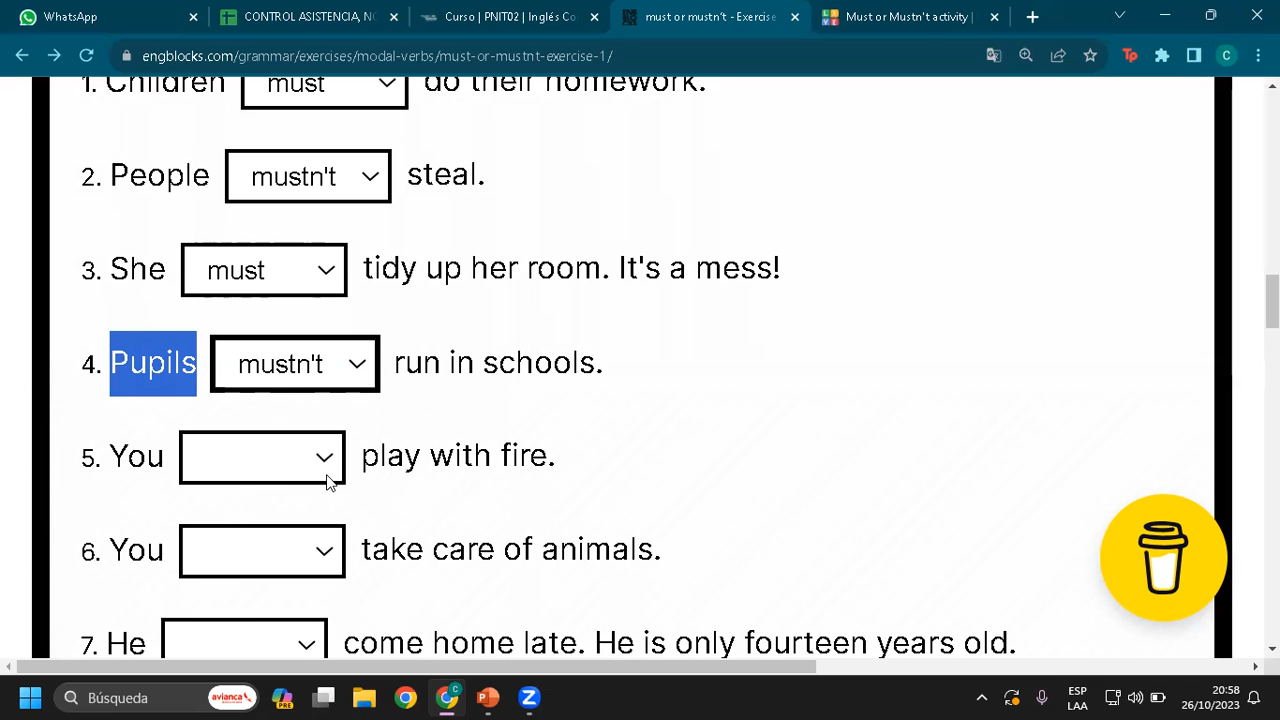 WhatsApp
CONTROL ASISTENCIA, NO
Curso | PNIT02 | Inglés Co
must or mustn't - Exercise
Must or Mustn't activity |
engblocks.com/grammar/exercises/modal-verbs/must-or-mustnt-exercise-1/
C
1. Children must do their homework.
2. People mustn't steal.
3. She must tidy up her room. It's a mess!
4. Pupils mustn't run in schools.
5. You play with fire.
6. You take care of animals.
7. He come home late. He is only fourteen years old.
Búsqueda
avianca
PRE
ESP
LAA
20:58
26/10/2023